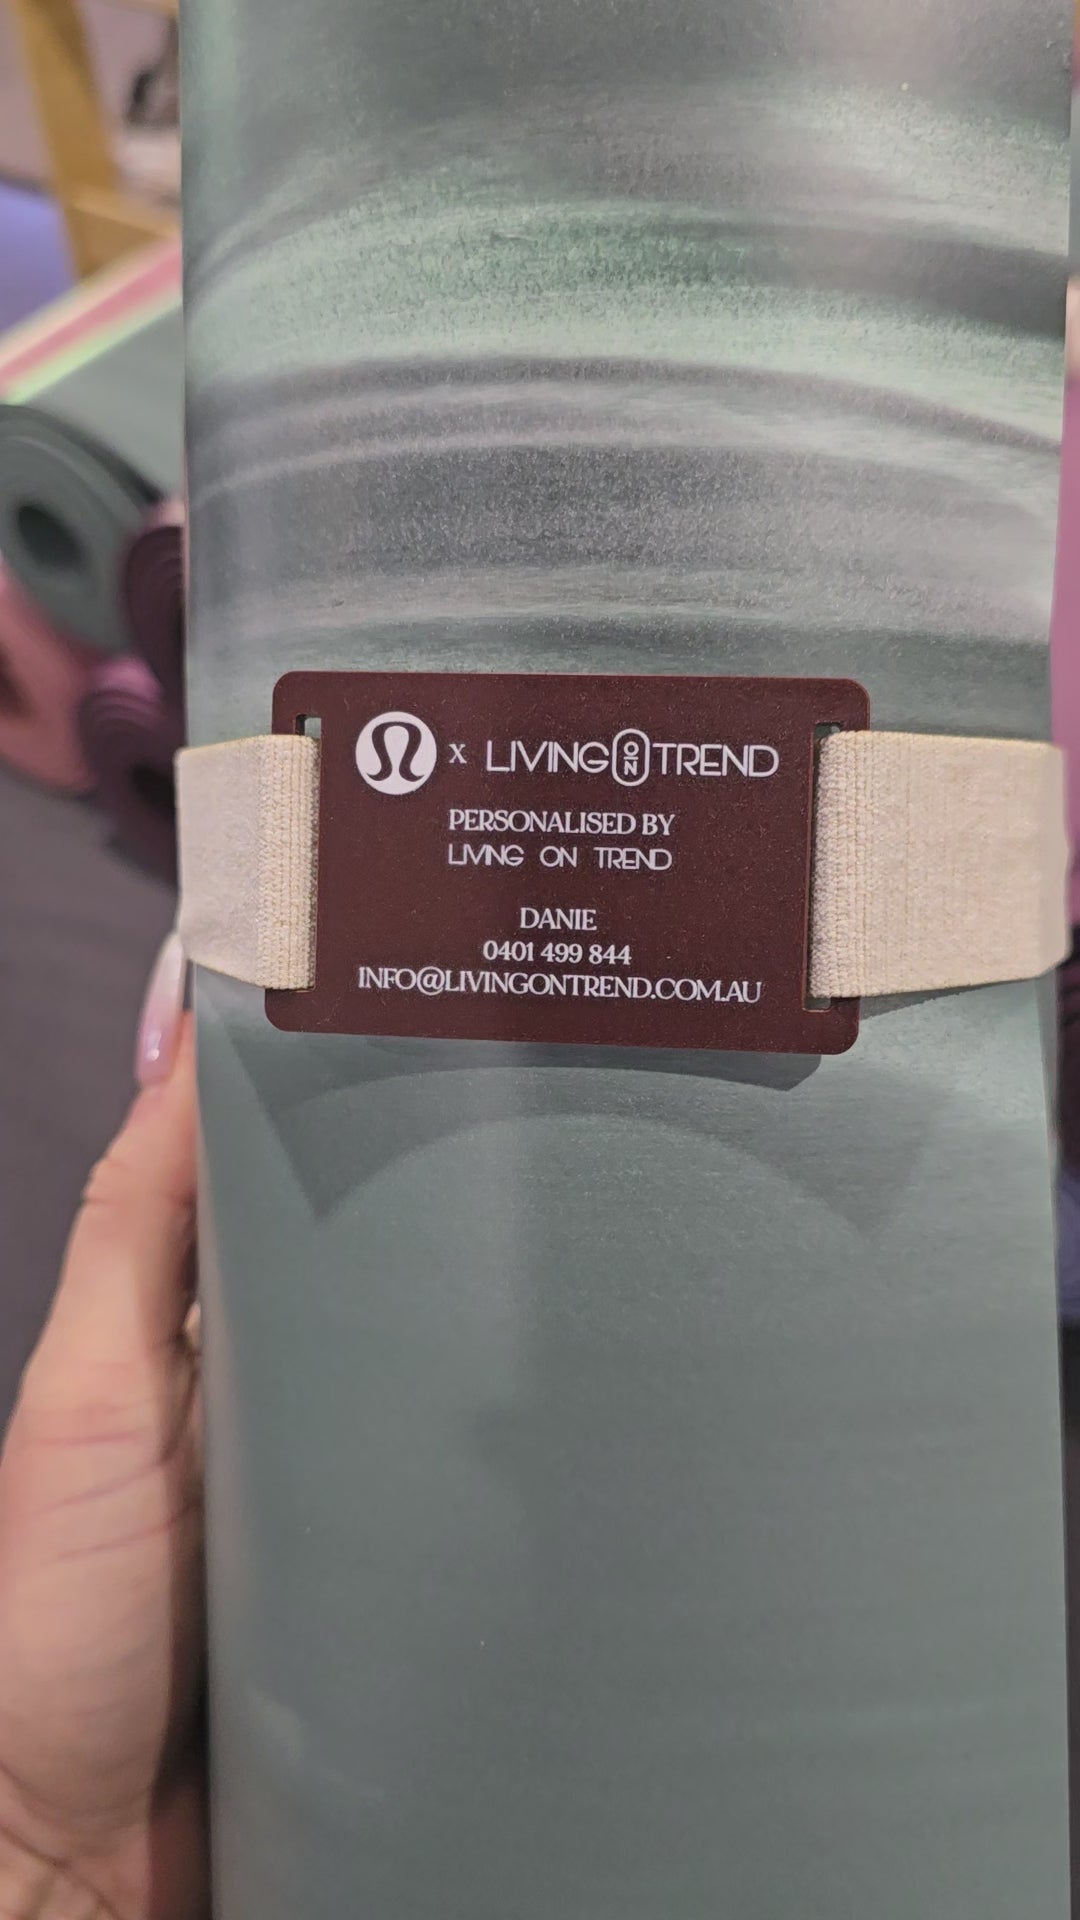 X LIVING ON TREND
PERSONALISED BY
LIVING ON TREND
DANIE
0401 499 844
INFO@LIVINGONTREND.COM.AU